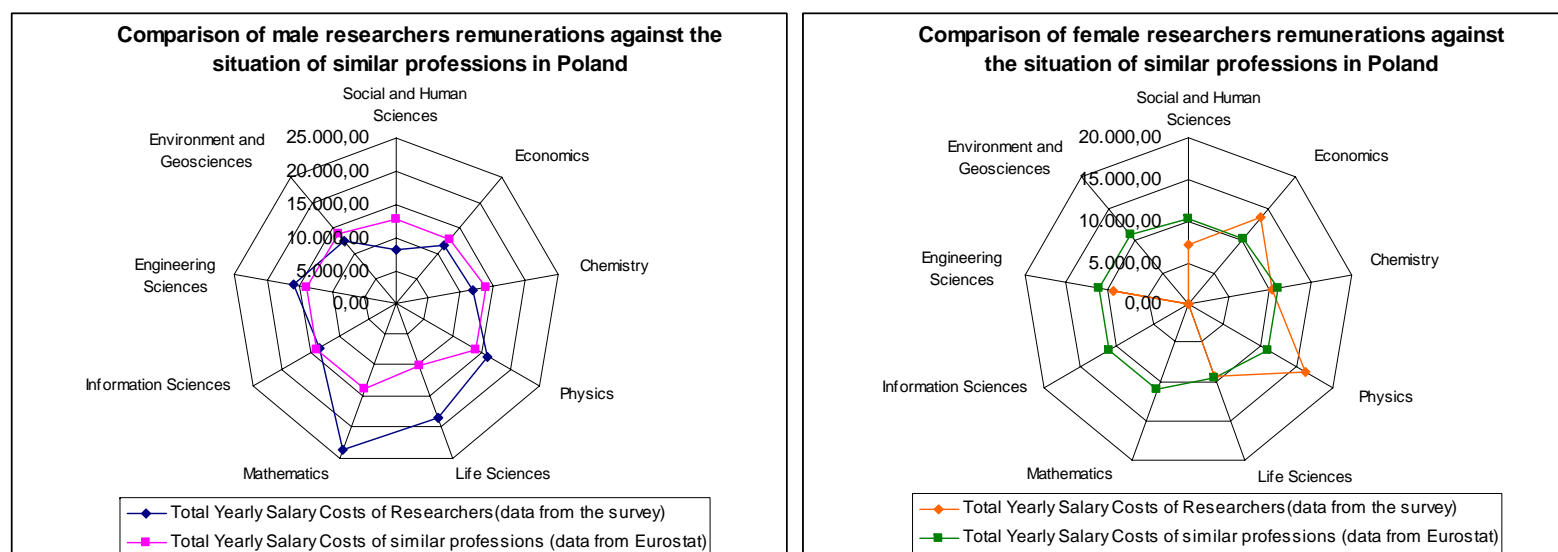 Comparison of male researchers remunerations against the
situation of similar professions in Poland
Social and Human
Sciences
Economics
Chemistry
Physics
Life Sciences
Mathematics
Information Sciences
Engineering
Sciences
Environment and
Geosciences
25.000,00
20.000,00
15.000,00
10.000,00
5.000,00
0,00
Total Yearly Salary Costs of Researchers(data from the survey)
Total Yearly Salary Costs of similar professions (data from Eurostat)
Comparison of female researchers remunerations against
the situation of similar professions in Poland
Social and Human
Sciences
Economics
Chemistry
Physics
Life Sciences
Mathematics
Information Sciences
Engineering
Sciences
Environment and
Geosciences
20.000,00
15.000,00
10.000,00
5.000,00
0,00
Total Yearly Salary Costs of Researchers(data from the survey)
Total Yearly Salary Costs of similar professions (data from Eurostat)